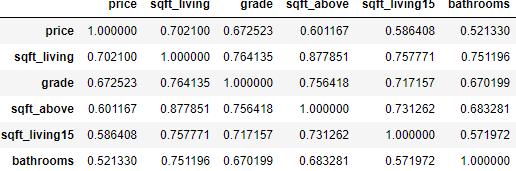 price sqft_living grade sqft_above sqft_living15 bathrooms
price 1.000000 0.702100 0.672523 0.601167 0.586408 0.521330
sqft_living 0.702100 1.000000 0.764135 0.877851 0.757771 0.751196
grade 0.672523 0.764135 1.000000 0.756418 0.717157 0.670199
sqft_above 0.601167 0.877851 0.756418 1.000000 0.731262 0.683281
sqft_living15 0.586408 0.757771 0.717157 0.731262 1.000000 0.571972
bathrooms 0.521330 0.751196 0.670199 0.683281 0.571972 1.000000